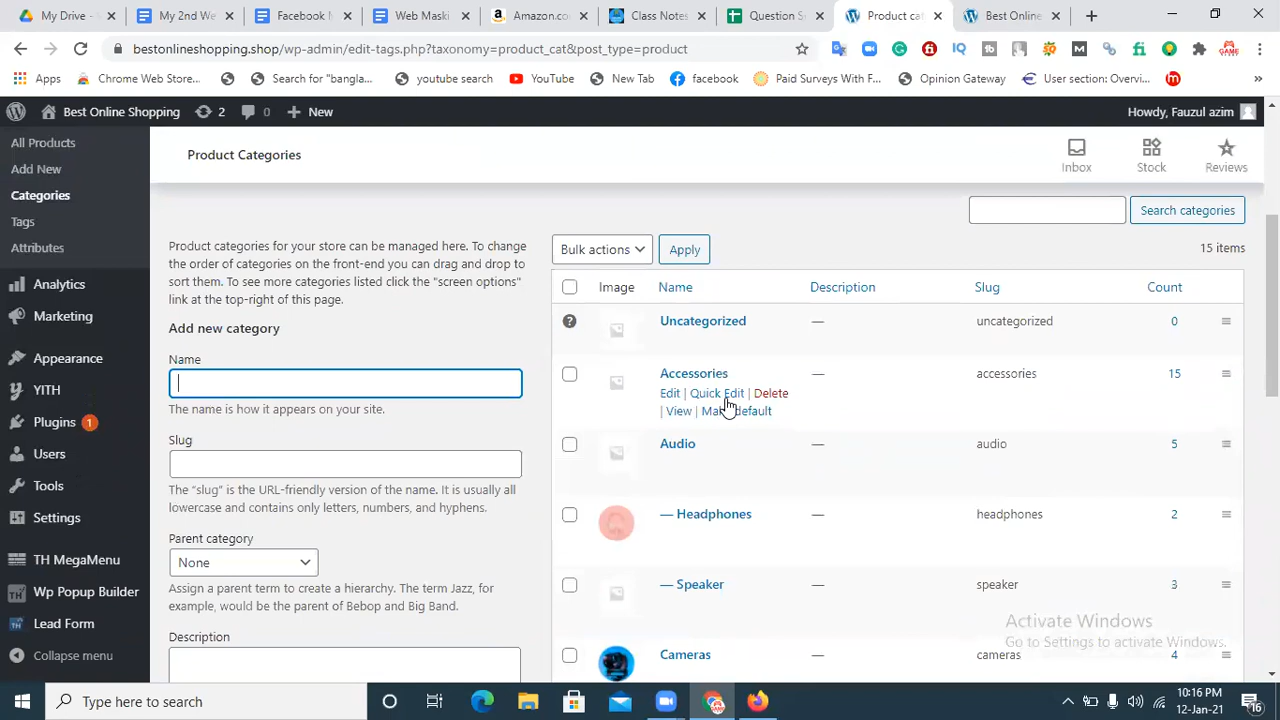 My Drive -
My 2nd We
Facebook I
Web Maski
Amazon.co
Class Notes
Question S
Product cat
Best Online
bestonlineshopping.shop/wp-admin/edit-tags.php?taxonomy=product_cat&post_type=product
Apps
Chrome Web Store...
Search for "bangla...
youtube search
YouTube
New Tab
facebook
Paid Surveys With F...
Opinion Gateway
User section: Overvi...
»
Best Online Shopping
2
0
New
Howdy, Fauzul azim
All Products
Add New
Categories
Tags
Attributes
Analytics
Marketing
Appearance
YITH
Plugins 1
Users
Tools
Settings
TH MegaMenu
Wp Popup Builder
Lead Form
Collapse menu
Product Categories
Inbox
Stock
Reviews
Search categories
Product categories for your store can be managed here. To change
the order of categories on the front-end you can drag and drop to
sort them. To see more categories listed click the "screen options"
link at the top-right of this page.
Add new category
Name
The name is how it appears on your site.
Slug
The “slug” is the URL-friendly version of the name. It is usually all
lowercase and contains only letters, numbers, and hyphens.
Parent category
None
Assign a parent term to create a hierarchy. The term Jazz, for
example, would be the parent of Bebop and Big Band.
Description
Bulk actions
Apply
15 items
Image Name Description Slug Count
Uncategorized — uncategorized 0
Accessories — accessories 15
Edit | Quick Edit | Delete
| View | Make default
Audio — audio 5
— Headphones — headphones 2
— Speaker — speaker 3
Cameras — cameras 4
Activate Windows
Go to Settings to activate Windows.
Type here to search
10:16 PM
12-Jan-21
16